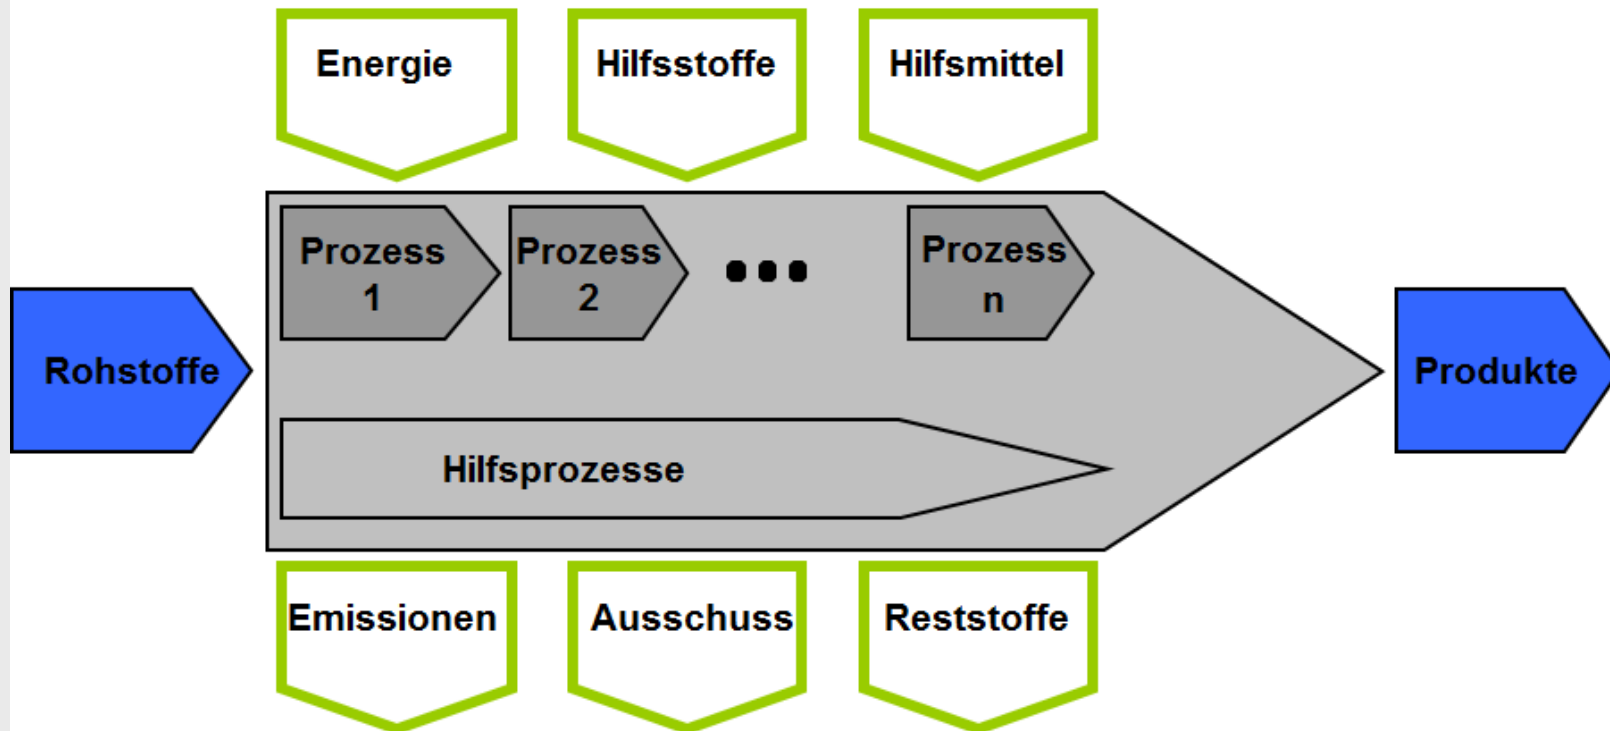 Energie
Hilfsstoffe
Hilfsmittel
Prozess
1
Prozess
2
...
Prozess
n
Rohstoffe
Produkte
Hilfsprozesse
Emissionen
Ausschuss
Reststoffe